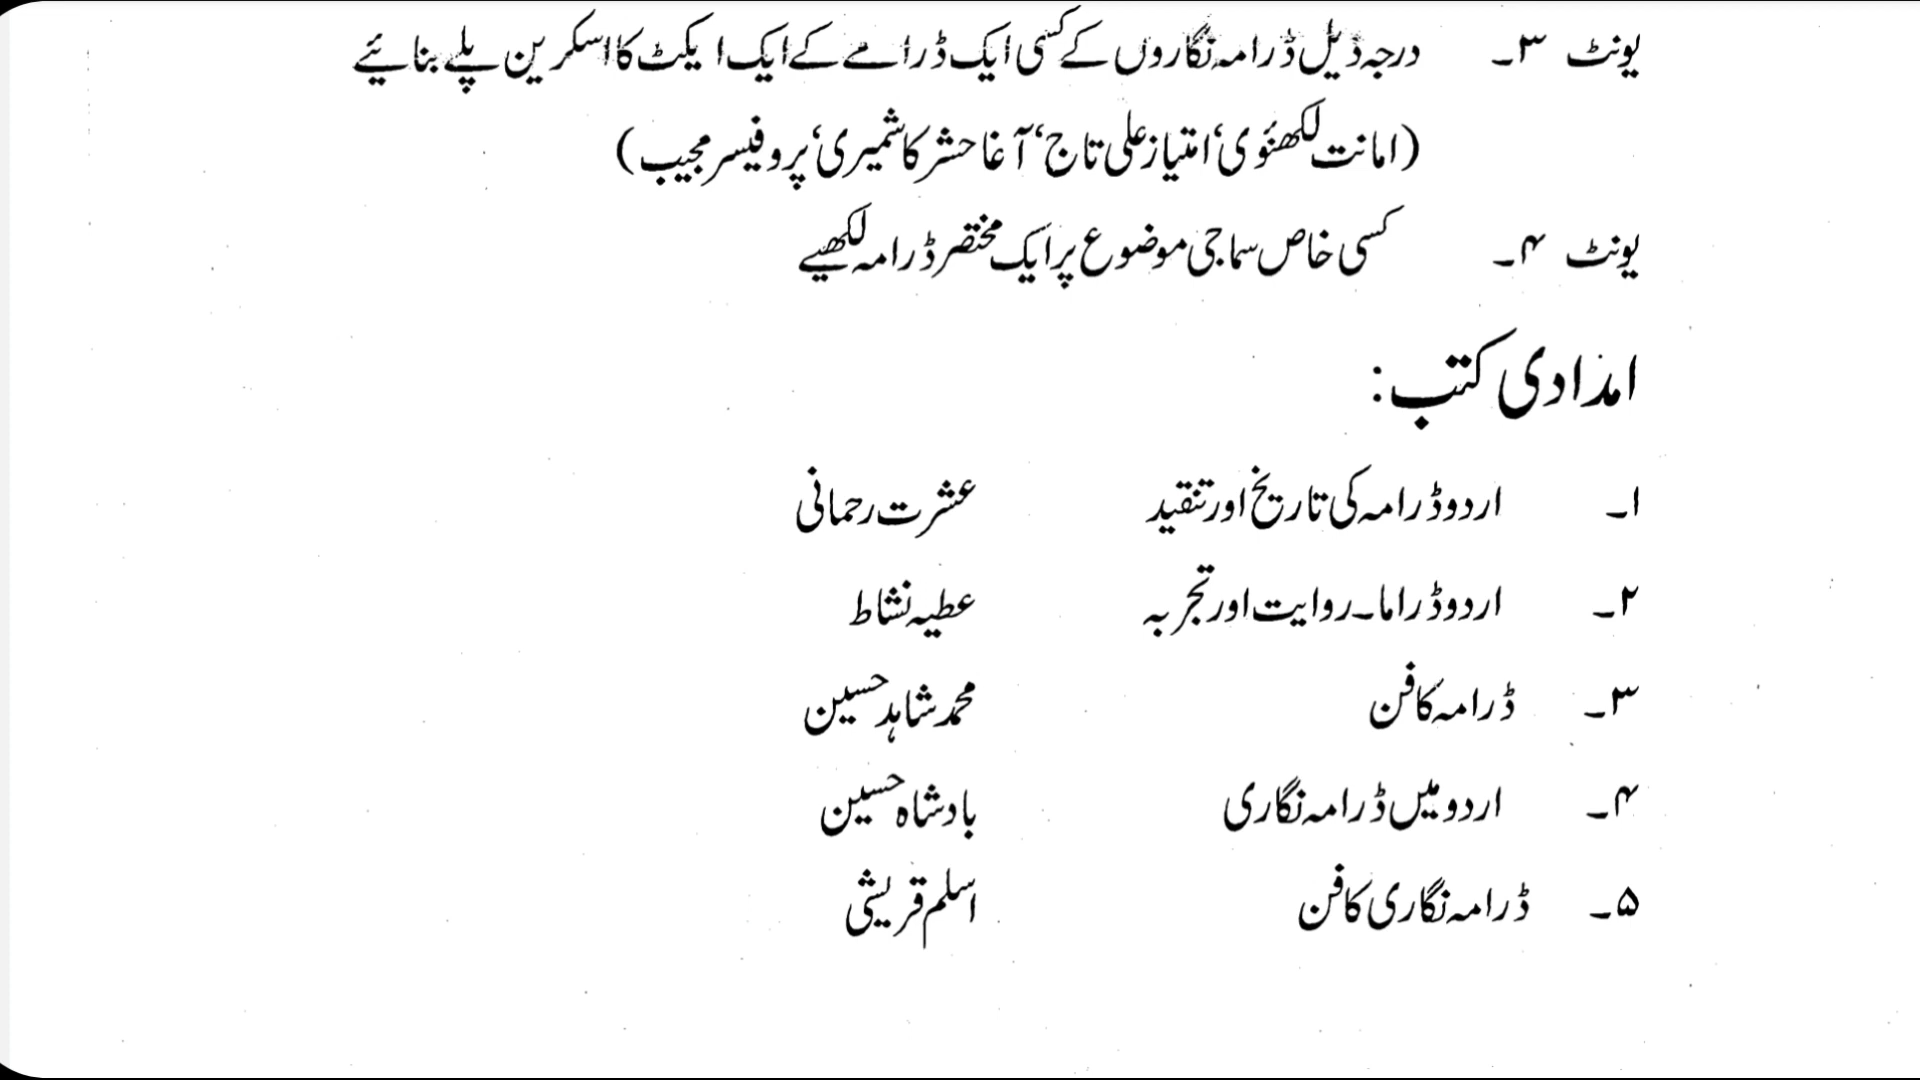 یونٹ ۳۔ درجہ ذیل ڈرامہ نگاروں کے کسی ایک ڈرامے کے ایک ایکٹ کا اسکرین پلے بنائیے
(امانت لکھنؤی، امتیاز علی تاج، آغا حشر کاشمیری، پروفیسر مجیب)
یونٹ ۴۔ کسی خاص سماجی موضوع پر ایک مختصر ڈرامہ لکھیے
امدادی کتب:
۱۔ اردو ڈرامہ کی تاریخ اور تنقید عشرت رحمانی
۲۔ اردو ڈراما۔ روایت اور تجربہ عطیہ نشاط
۳۔ ڈرامہ کا فن محمد شاہد حسین
۴۔ اردو میں ڈرامہ نگاری بادشاہ حسین
۵۔ ڈرامہ نگاری کا فن اسلم قریشی